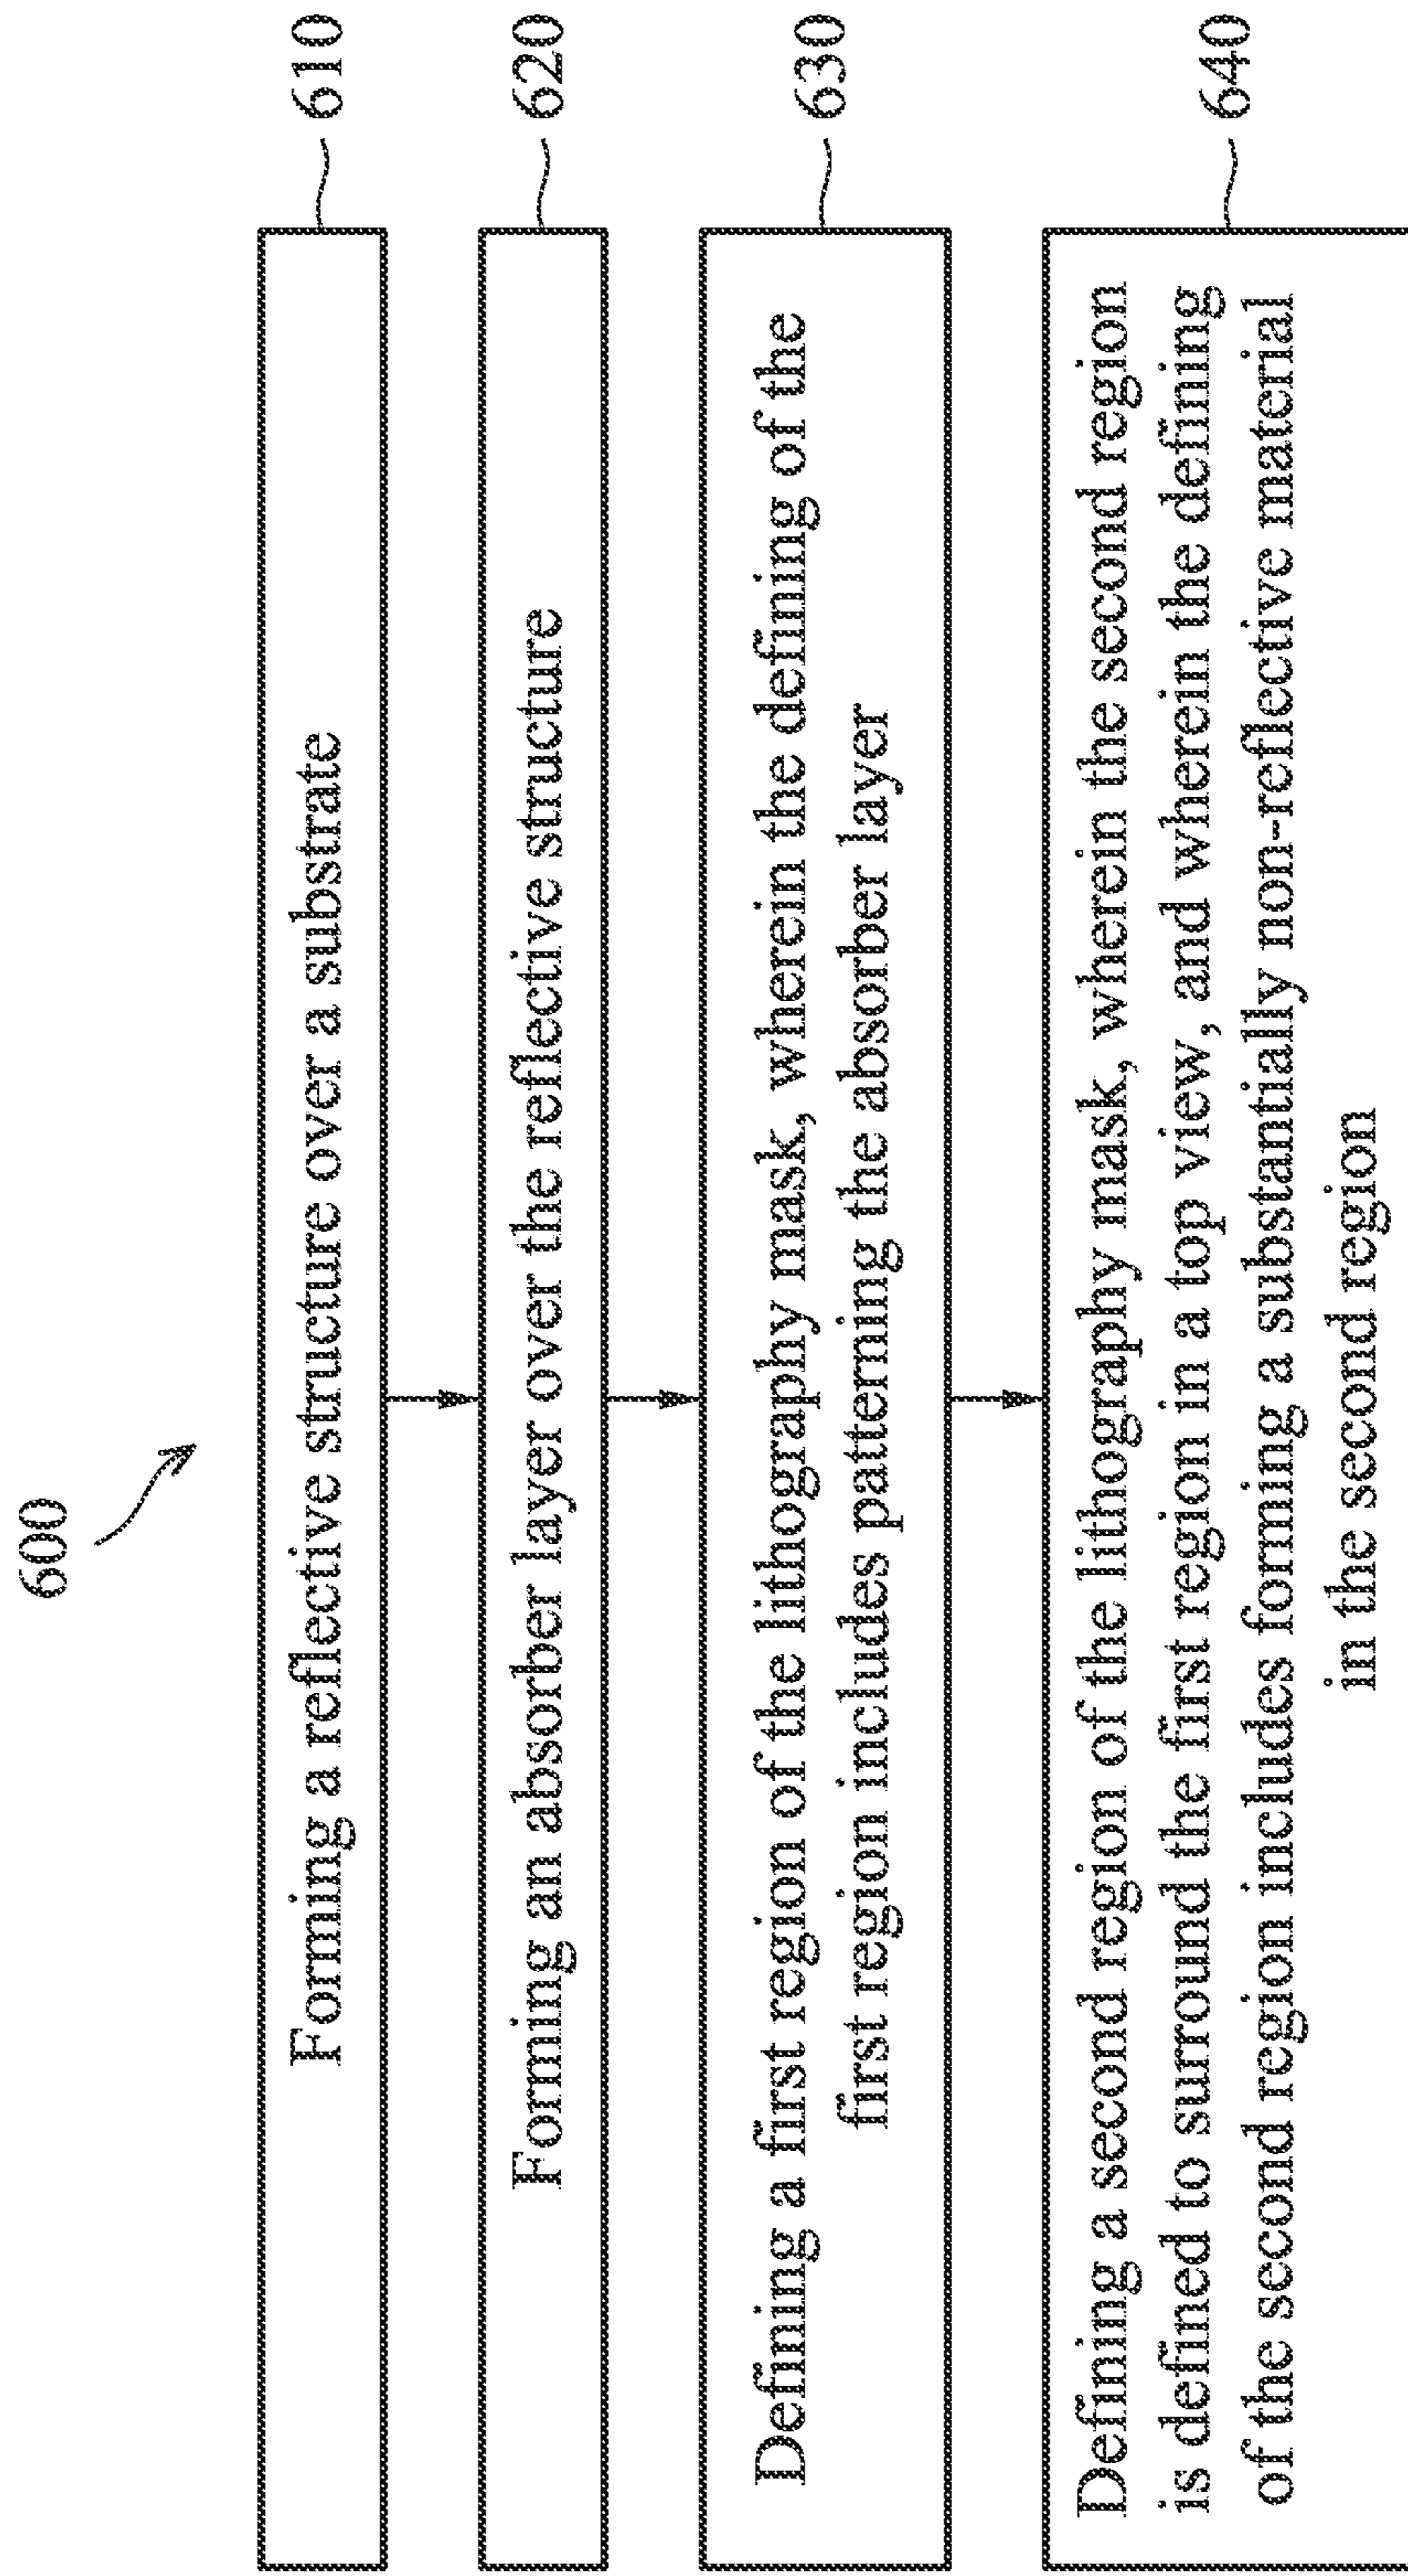 600
Forming a reflective structure over a substrate
610
Forming an absorber layer over the reflective structure
620
Defining a first region of the lithography mask, wherein the defining of the
first region includes patterning the absorber layer
630
Defining a second region of the lithography mask, wherein the second region
is defined to surround the first region in a top view, and wherein the defining
of the second region includes forming a substantially non-reflective material
in the second region
640